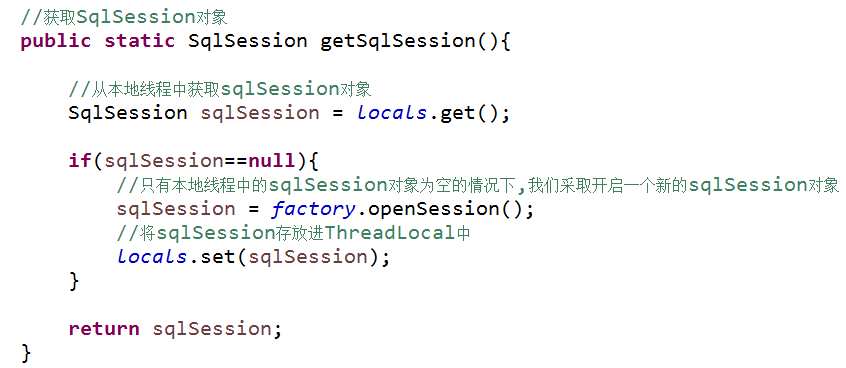 //获取SqlSession对象
public static SqlSession getSqlSession(){
//从本地线程中获取sqlSession对象
SqlSession sqlSession = locals.get();
if(sqlSession==null){
//只有本地线程中的sqlSession对象为空的情况下,我们采取开启一个新的sqlSession对象
sqlSession = factory.openSession();
//将sqlSession存放进ThreadLocal中
locals.set(sqlSession);
}
return sqlSession;
}